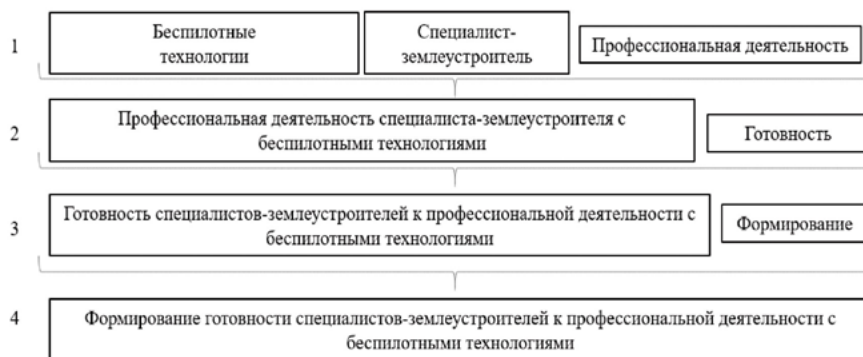 1
Беспилотные
технологии
Специалист-
землеустроитель
Профессиональная деятельность
2
Профессиональная деятельность специалиста-землеустроителя с
беспилотными технологиями
Готовность
3
Готовность специалистов-землеустроителей к профессиональной деятельности с
беспилотными технологиями
Формирование
4
Формирование готовности специалистов-землеустроителей к профессиональной деятельности с
беспилотными технологиями